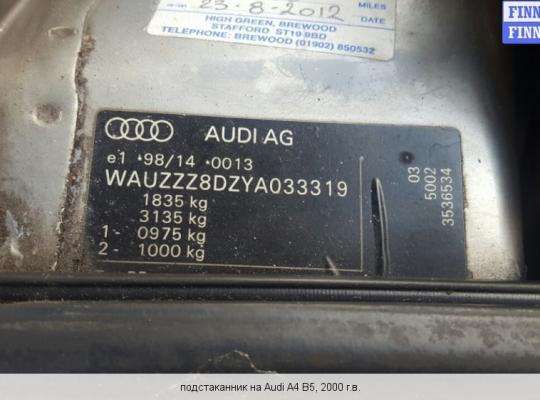 23-8-2012
MILES
DATE
HIGH GREEN, BREWOOD
STAFFORD ST19 9BD
TELEPHONE: BREWOOD (01902) 850532
FINN
FINN
AUDI AG
e1 *98/14 *0013
WAUZZZ8DZYA033319
1835 kg
3135 kg
1- 0975 kg
2- 1000 kg
03
5002
3536534
подстаканник на Audi A4 B5, 2000 г.в.